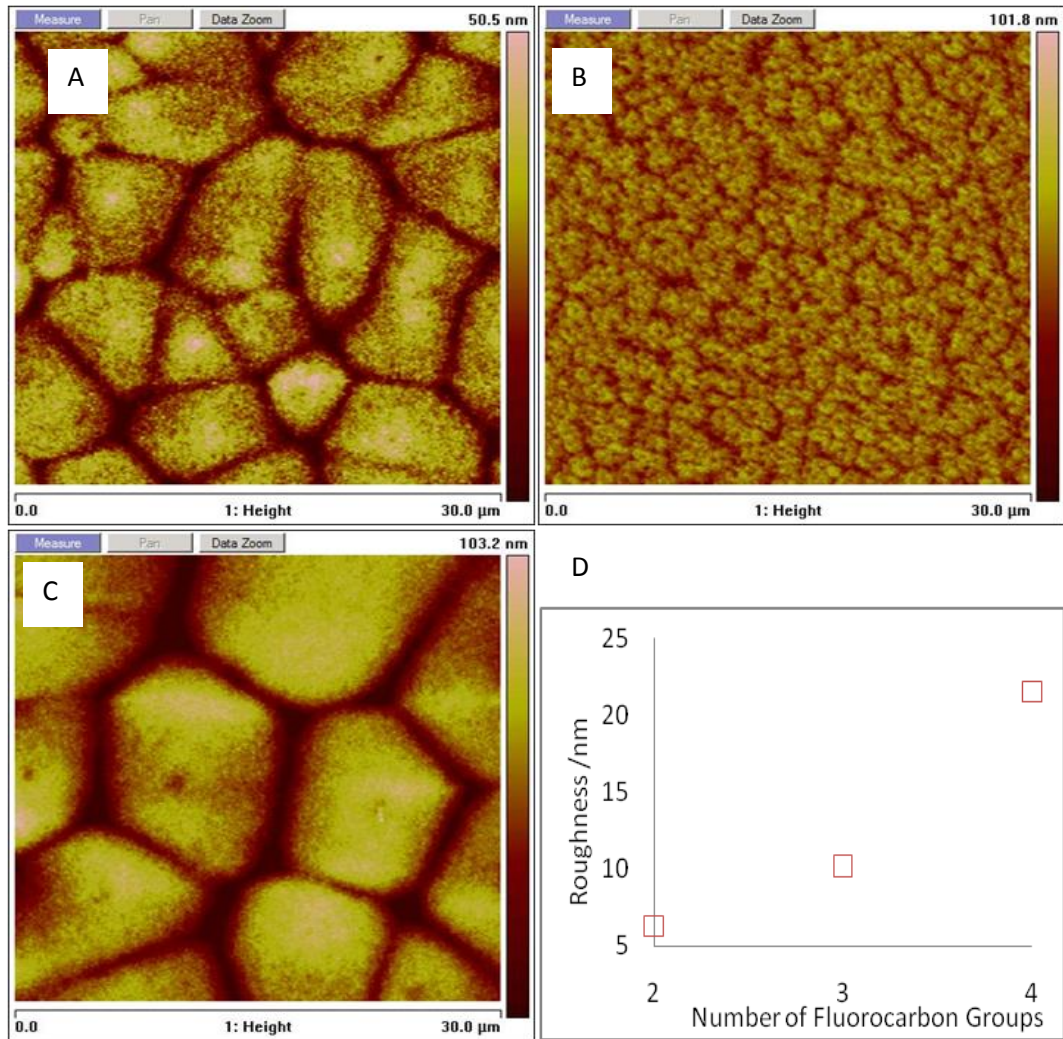 Measure Pan Data Zoom 50.5 nm
A
0.0 1: Height 30.0 µm
Measure Pan Data Zoom 101.8 nm
B
0.0 1: Height 30.0 µm
Measure Pan Data Zoom 103.2 nm
C
0.0 1: Height 30.0 µm
D
25
20
15
10
5
Roughness /nm
2 3 4
Number of Fluorocarbon Groups